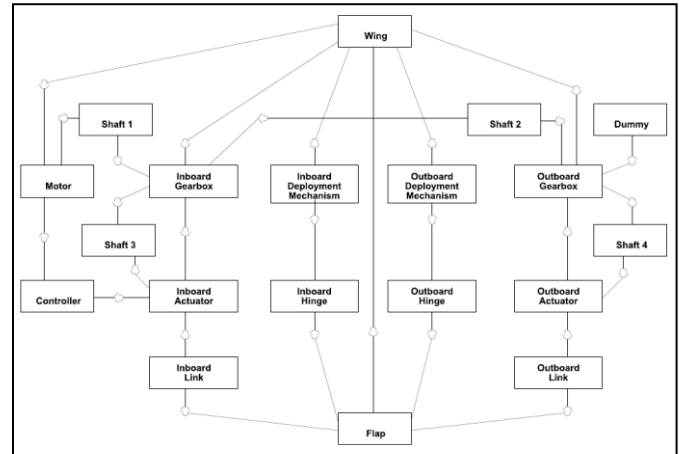 Wing
Shaft 1
Shaft 2
Dummy
Motor
Inboard
Gearbox
Inboard
Deployment
Mechanism
Outboard
Deployment
Mechanism
Outboard
Gearbox
Shaft 3
Shaft 4
Controller
Inboard
Actuator
Inboard
Hinge
Outboard
Hinge
Outboard
Actuator
Inboard
Link
Outboard
Link
Flap